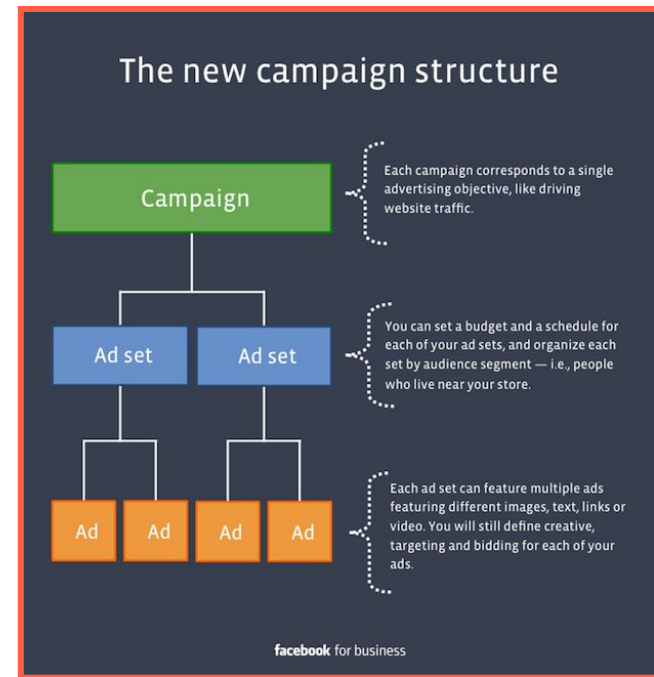 The new campaign structure
Campaign
Each campaign corresponds to a single
advertising objective, like driving
website traffic.
Ad set
Ad set
You can set a budget and a schedule for
each of your ad sets, and organize each
set by audience segment — i.e., people
who live near your store.
Ad
Ad
Ad
Ad
Each ad set can feature multiple ads
featuring different images, text, links or
video. You will still define creative,
targeting and bidding for each of your
ads.
facebook for business